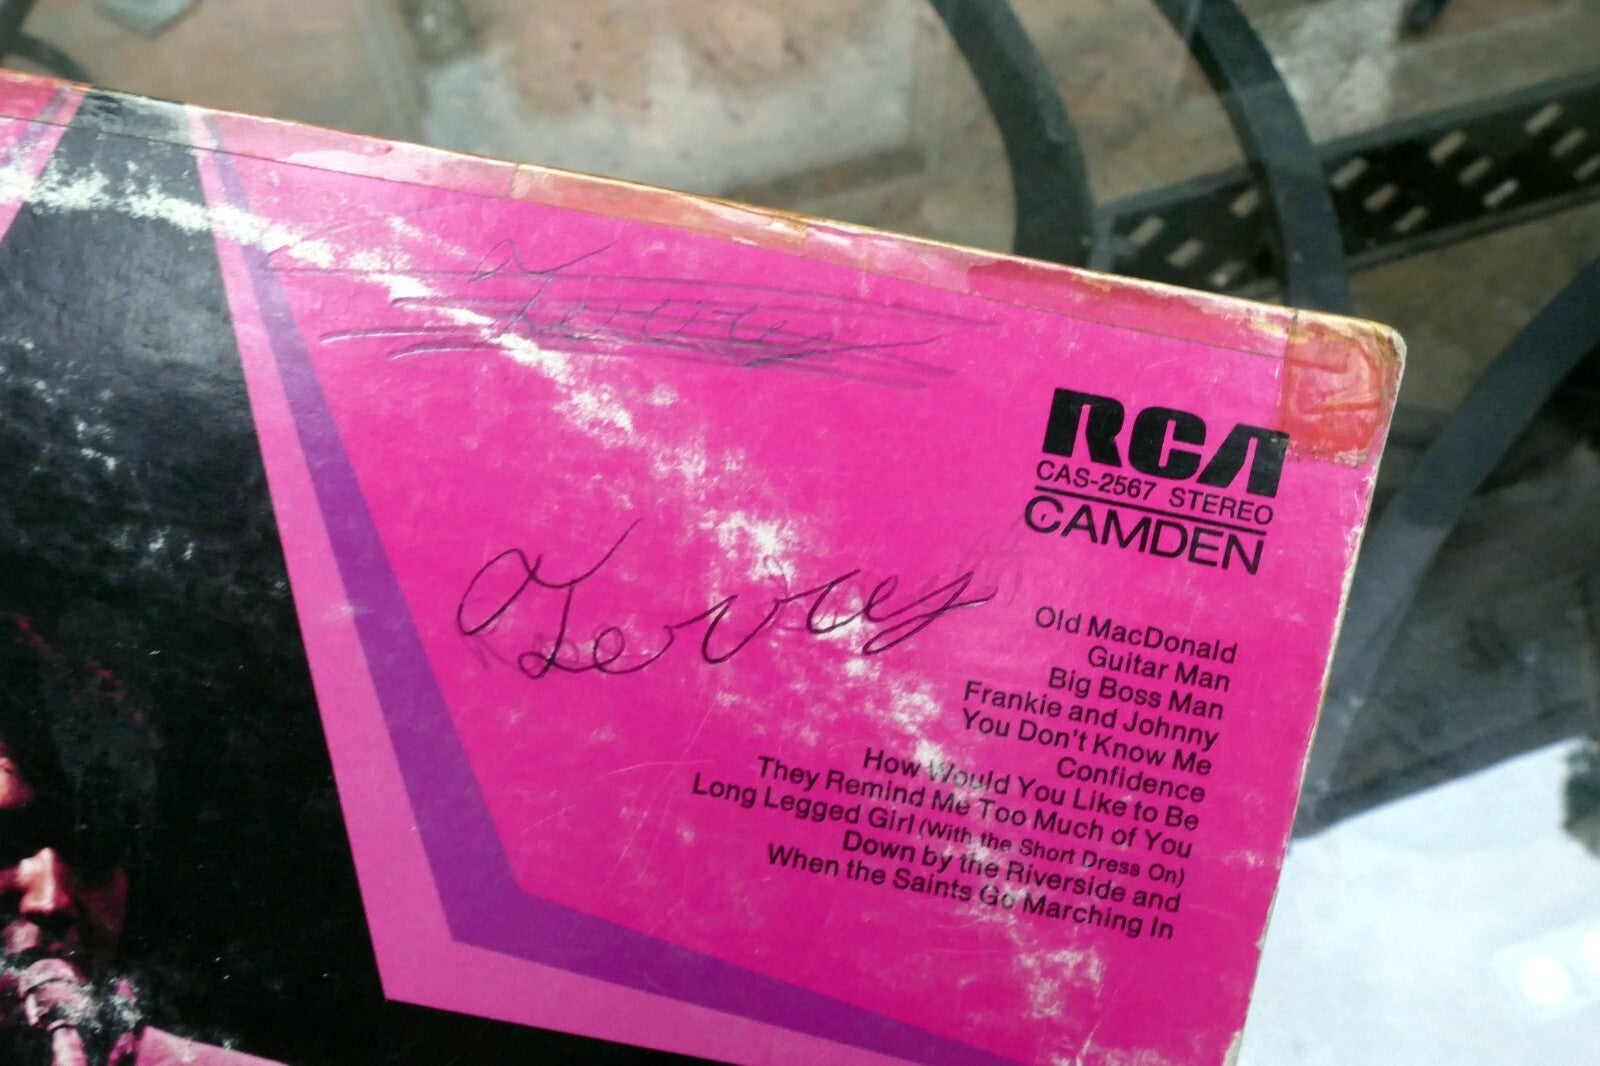 RCA
CAS-2567 STEREO
CAMDEN
Old MacDonald
Guitar Man
Big Boss Man
Frankie and Johnny
You Don't Know Me
Confidence
How Would You Like to Be
They Remind Me Too Much of You
Long Legged Girl (With the Short Dress On)
Down by the Riverside and
When the Saints Go Marching In